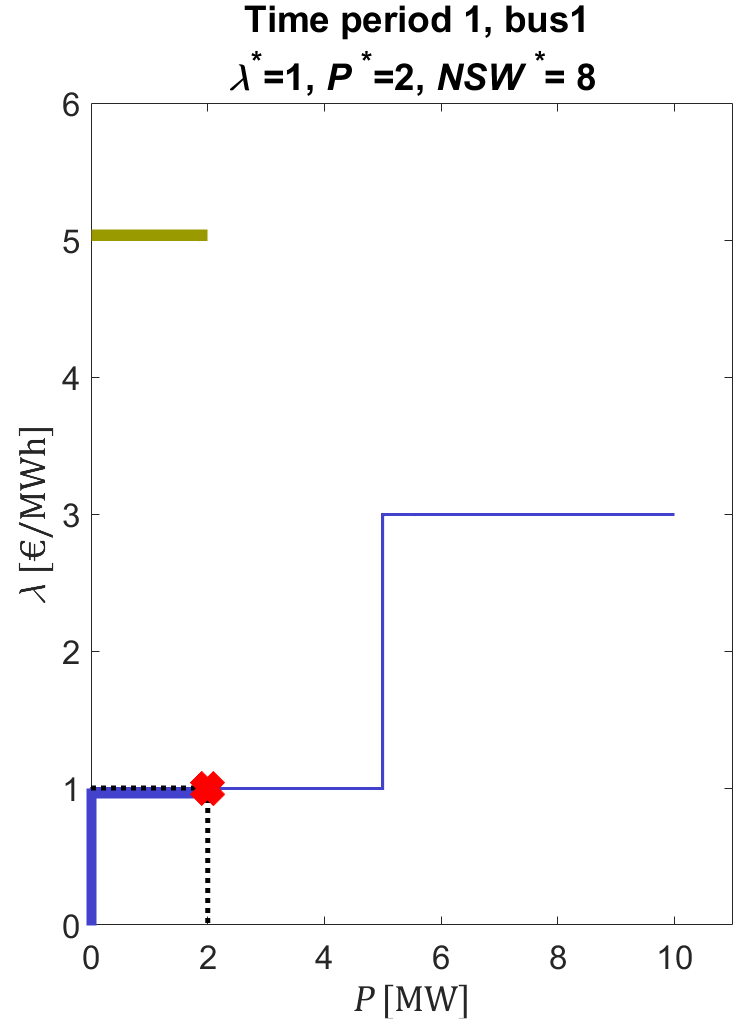 Time period 1, bus1
λ*=1, P *=2, NSW *= 8
6
5
4
3
2
1
0
λ [€/MWh]
0 2 4 6 8 10
P [MW]